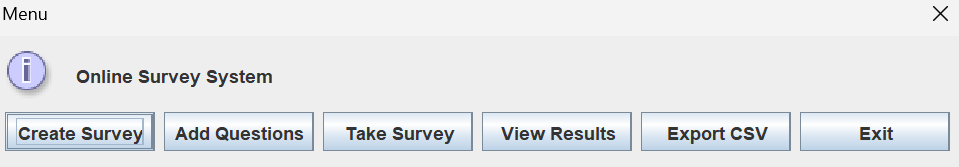 Menu
Online Survey System
Create Survey Add Questions Take Survey View Results Export CSV Exit